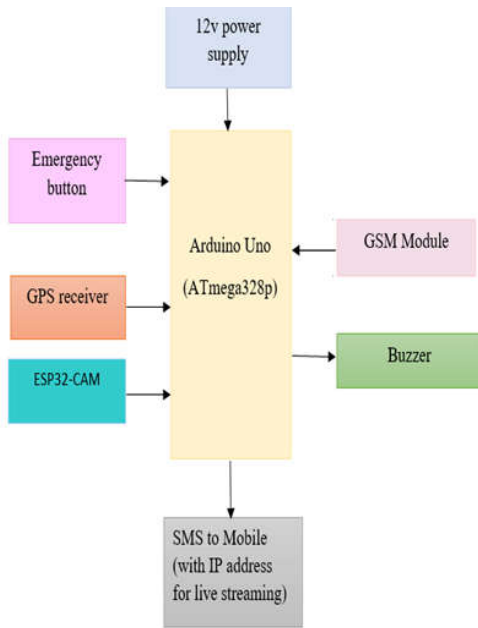 12v power
supply
Emergency
button
Arduino Uno
(ATmega328p)
GSM Module
GPS receiver
Buzzer
ESP32-CAM
SMS to Mobile
(with IP address
for live streaming)